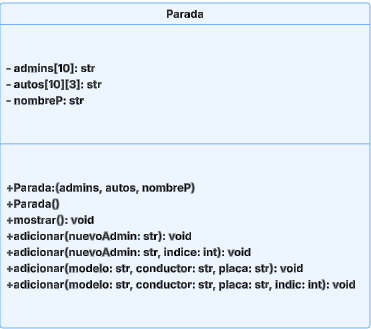 Parada
- admins[10]: str
- autos[10][3]: str
- nombreP: str
+Parada:(admins, autos, nombreP)
+Parada()
+mostrar(): void
+adicionar(nuevoAdmin: str): void
+adicionar(nuevoAdmin: str, indice: int): void
+adicionar(modelo: str, conductor: str, placa: str): void
+adicionar(modelo: str, conductor: str, placa: str, indic: int): void